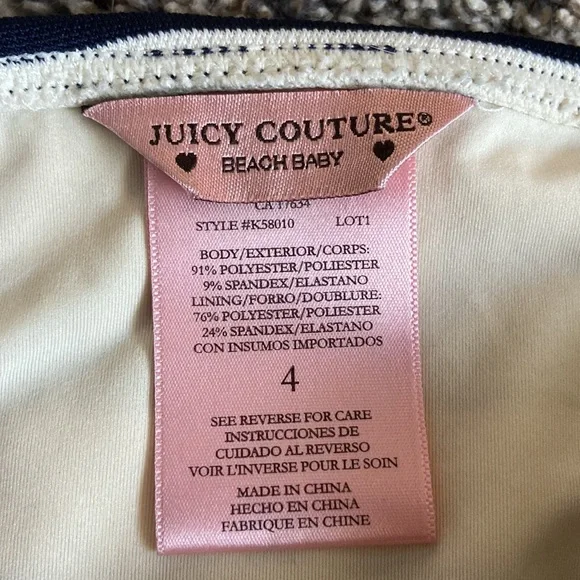 JUICY COUTURE®
BEACH BABY
CA 17634
STYLE #K58010 LOT1
BODY/EXTERIOR/CORPS:
91% POLYESTER/POLIESTER
9% SPANDEX/ELASTANO
LINING/FORRO/DOUBLURE:
76% POLYESTER/POLIESTER
24% SPANDEX/ELASTANO
CON INSUMOS IMPORTADOS
4
SEE REVERSE FOR CARE
INSTRUCCIONES DE
CUIDADO AL REVERSO
VOIR L'INVERSE POUR LE SOIN
MADE IN CHINA
HECHO EN CHINA
FABRIQUE EN CHINE